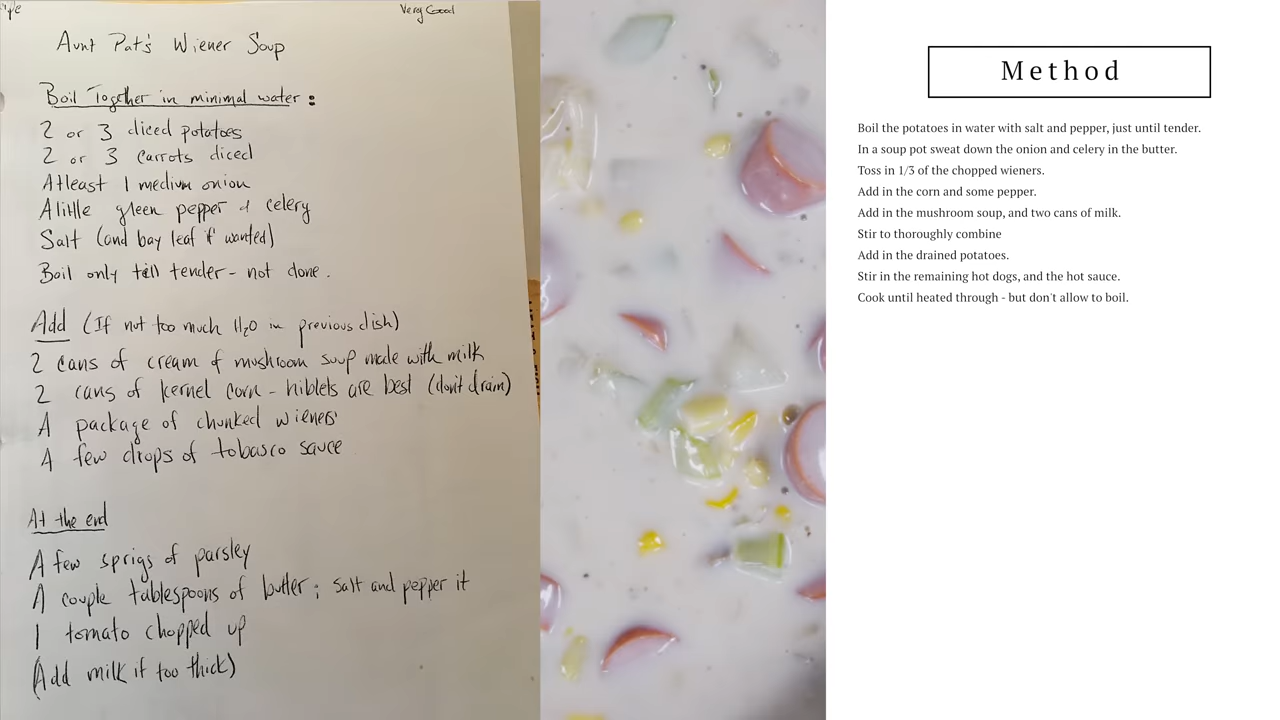 Very Good
Aunt Pat's Wiener Soup
Boil Together in minimal water:
2 or 3 diced potatoes
2 or 3 carrots diced
Atleast 1 medium onion
A little green pepper & celery
Salt (and bay leaf if wanted)
Boil only till tender - not done.
Add (If not too much H2O in previous dish)
2 cans of cream of mushroom soup made with milk
2 cans of kernel corn - niblets are best (don't drain)
A package of chunked wieners
A few drops of tobasco sauce
At the end
A few sprigs of parsley
A couple tablespoons of butter; salt and pepper it
1 tomato chopped up
(Add milk if too thick)
Method
Boil the potatoes in water with salt and pepper, just until tender.
In a soup pot sweat down the onion and celery in the butter.
Toss in 1/3 of the chopped wieners.
Add in the corn and some pepper.
Add in the mushroom soup, and two cans of milk.
Stir to thoroughly combine
Add in the drained potatoes.
Stir in the remaining hot dogs, and the hot sauce.
Cook until heated through - but don't allow to boil.